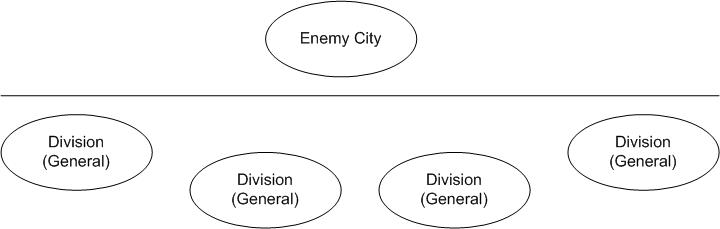 Enemy City
Division
(General)
Division
(General)
Division
(General)
Division
(General)